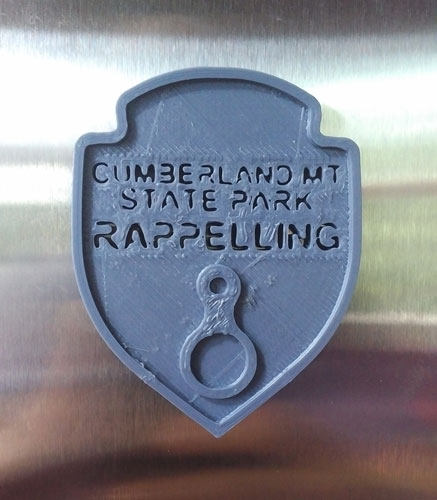 CUMBERLAND MT
STATE PARK
RAPPELLING